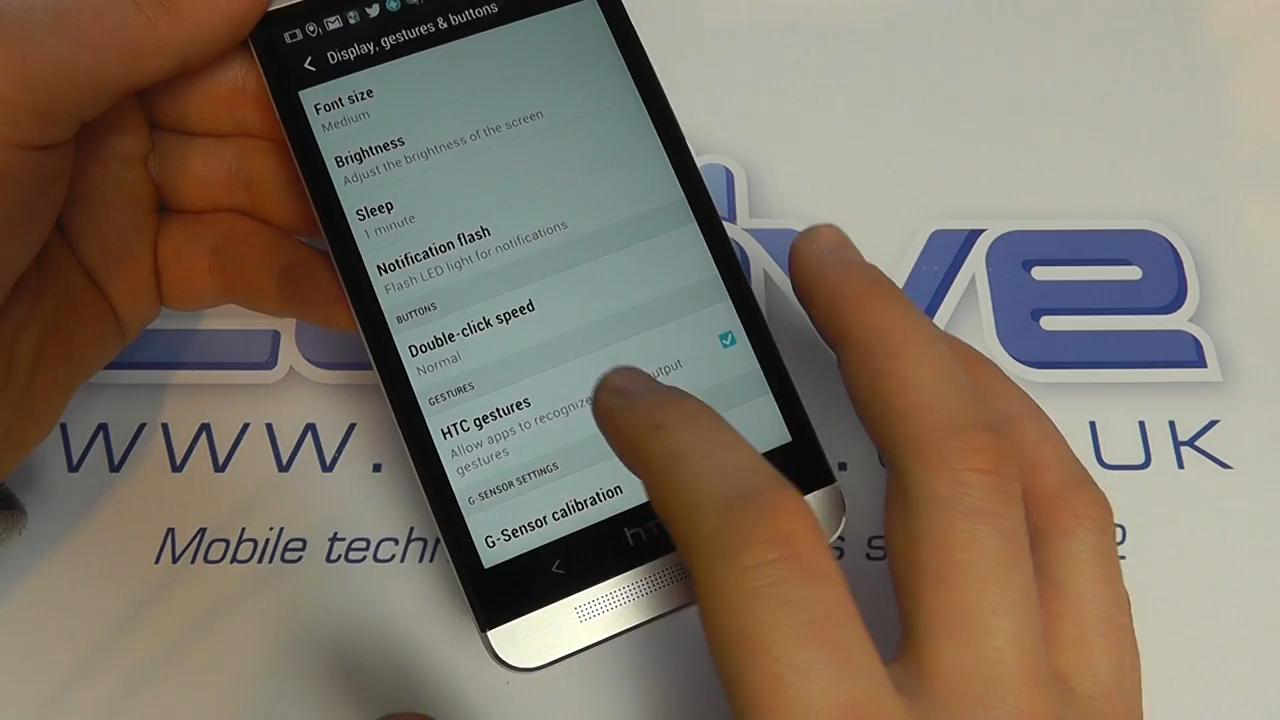 Display, gestures & buttons
Font size
Medium
Brightness
Adjust the brightness of the screen
Sleep
1 minute
Notification flash
Flash LED light for notifications
BUTTONS
Double-click speed
Normal
GESTURES
HTC gestures
Allow apps to recognize output
gestures
G-SENSOR SETTINGS
G-Sensor calibration
www. UK
Mobile